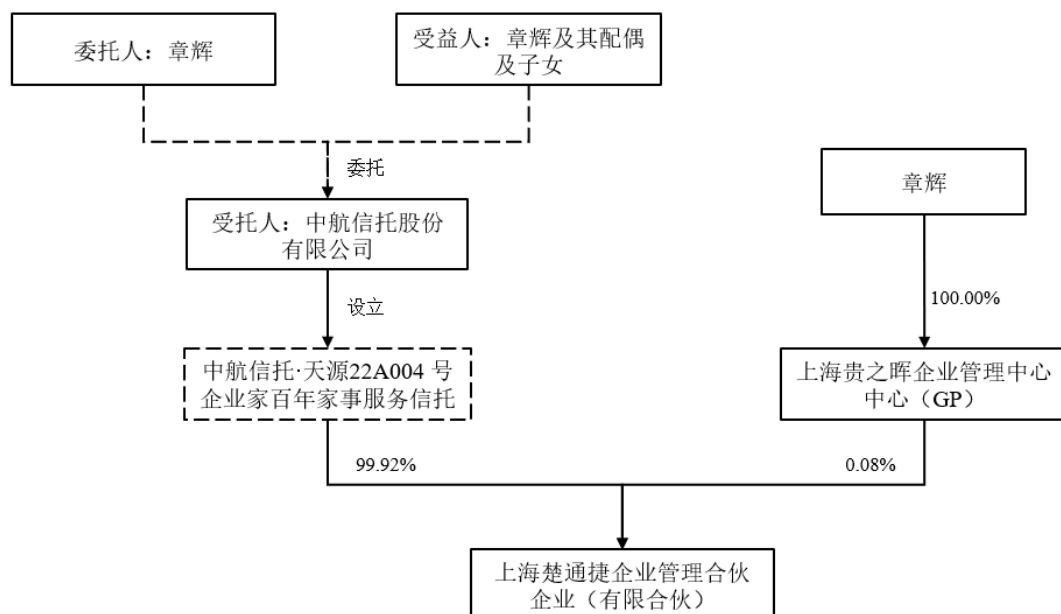 委托人：章辉
受益人：章辉及其配偶
及子女
委托
章辉
受托人：中航信托股份
有限公司
设立
100.00%
中航信托·天源22A004 号
企业家百年家事服务信托
上海贵之晖企业管理中心
中心（GP）
99.92%
0.08%
上海楚通捷企业管理合伙
企业（有限合伙）